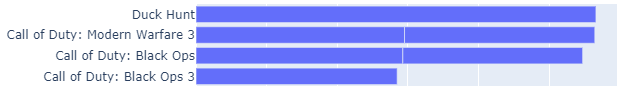 Duck Hunt
Call of Duty: Modern Warfare 3
Call of Duty: Black Ops
Call of Duty: Black Ops 3